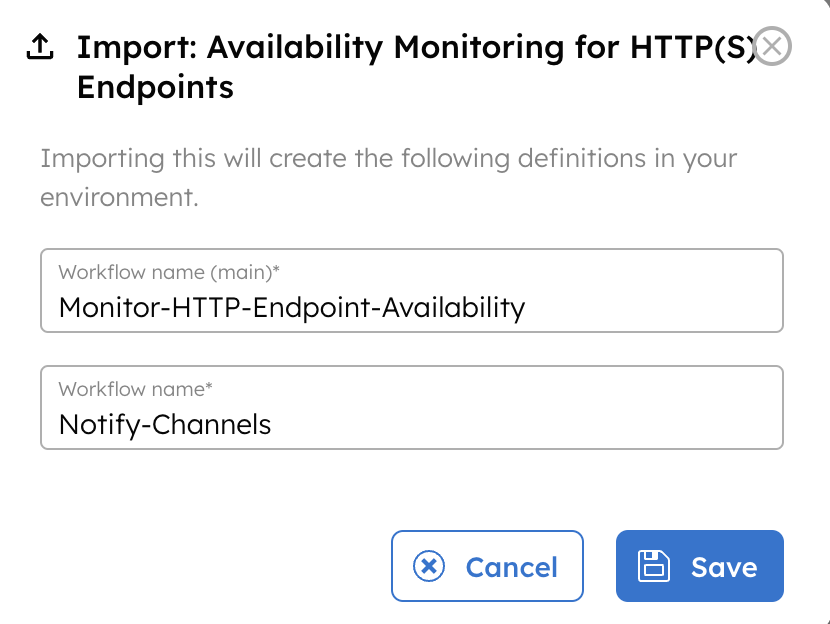 Import: Availability Monitoring for HTTP(S)
Endpoints
Importing this will create the following definitions in your
environment.
Workflow name (main)*
Monitor-HTTP-Endpoint-Availability
Workflow name*
Notify-Channels
Cancel
Save